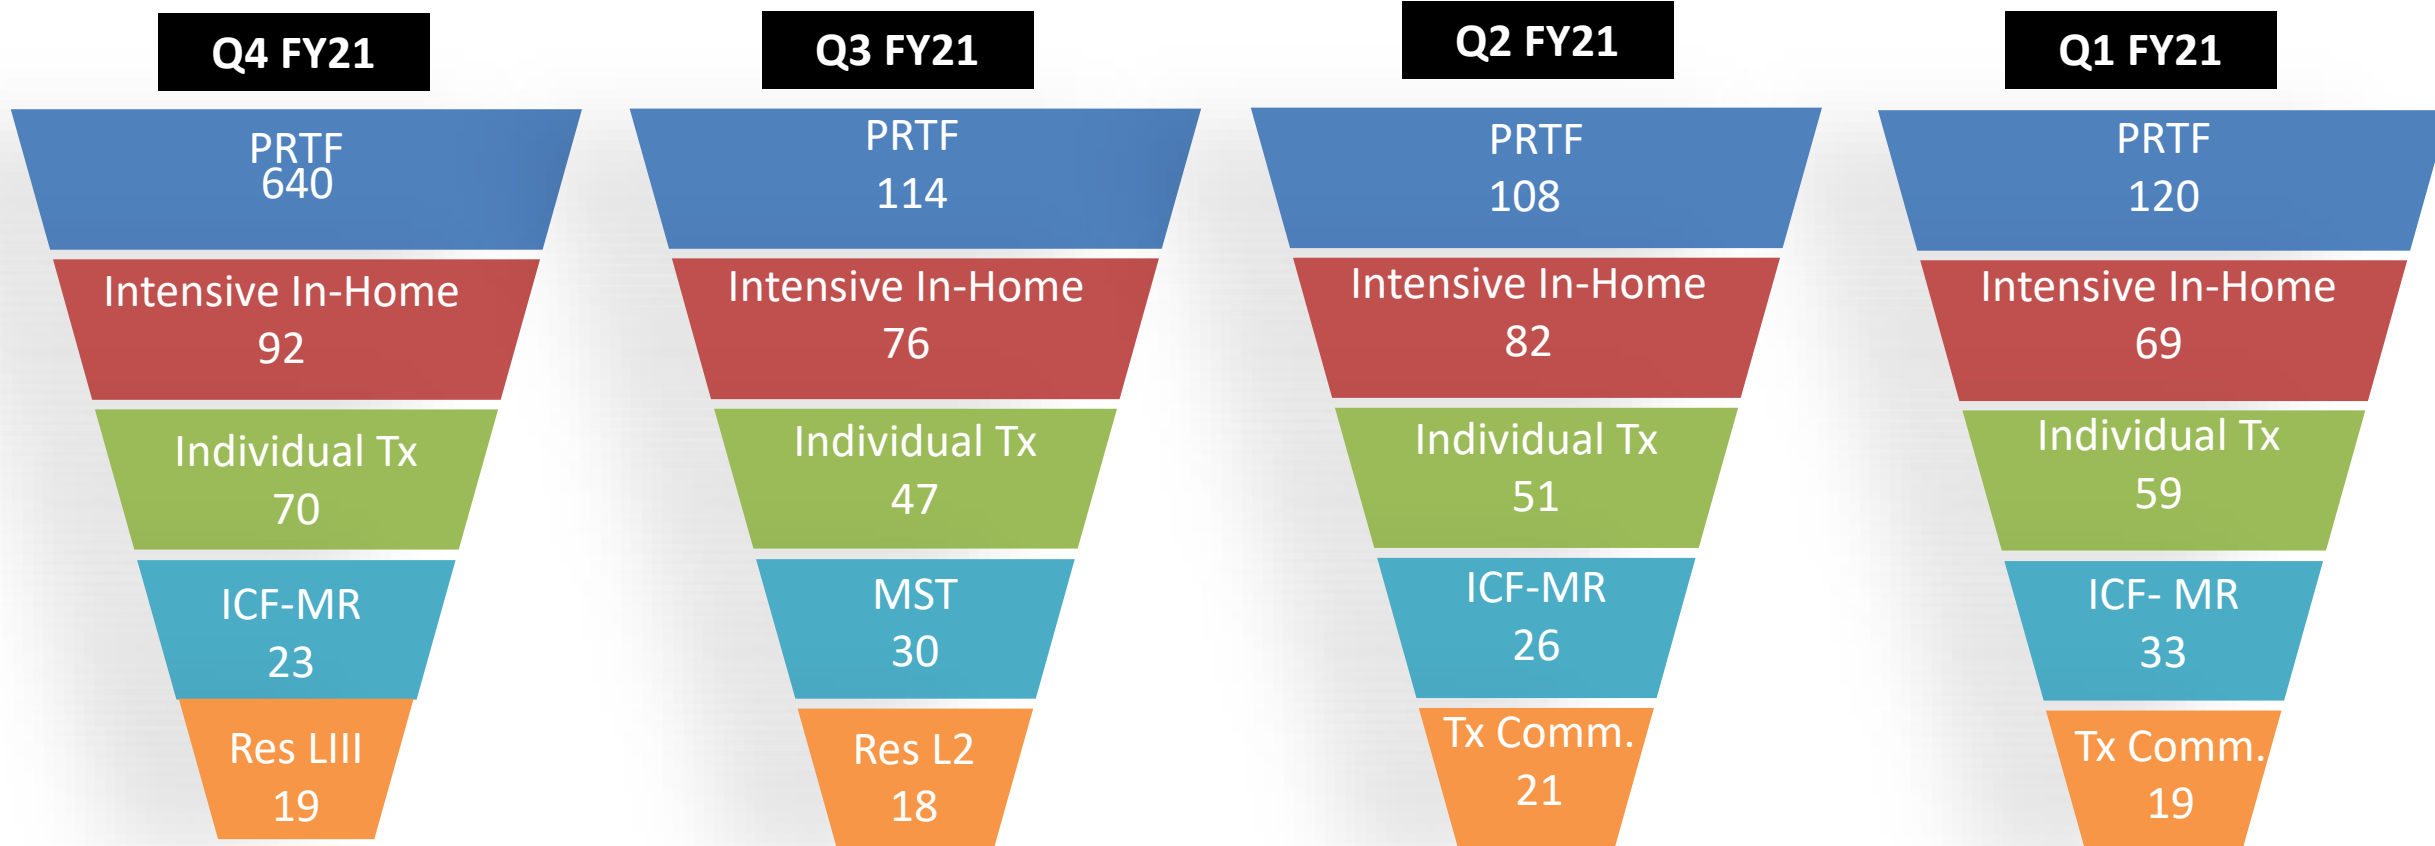 Q4 FY21
PRTF
640
Intensive In-Home
92
Individual Tx
70
ICF-MR
23
Res LIII
19
Q3 FY21
PRTF
114
Intensive In-Home
76
Individual Tx
47
MST
30
Res L2
18
Q2 FY21
PRTF
108
Intensive In-Home
82
Individual Tx
51
ICF-MR
26
Tx Comm.
21
Q1 FY21
PRTF
120
Intensive In-Home
69
Individual Tx
59
ICF- MR
33
Tx Comm.
19